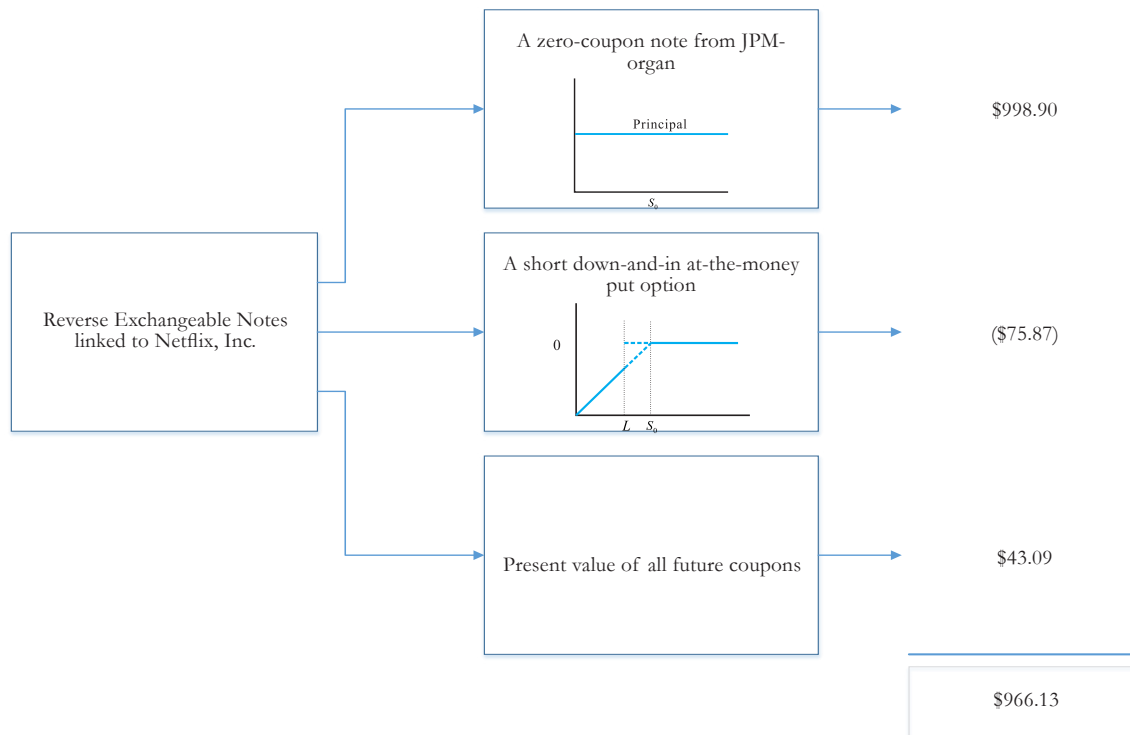 A zero-coupon note from JPM-
organ
Principal
S₀
$998.90
Reverse Exchangeable Notes
linked to Netflix, Inc.
A short down-and-in at-the-money
put option
0
L S₀
($75.87)
Present value of all future coupons
$43.09
$966.13